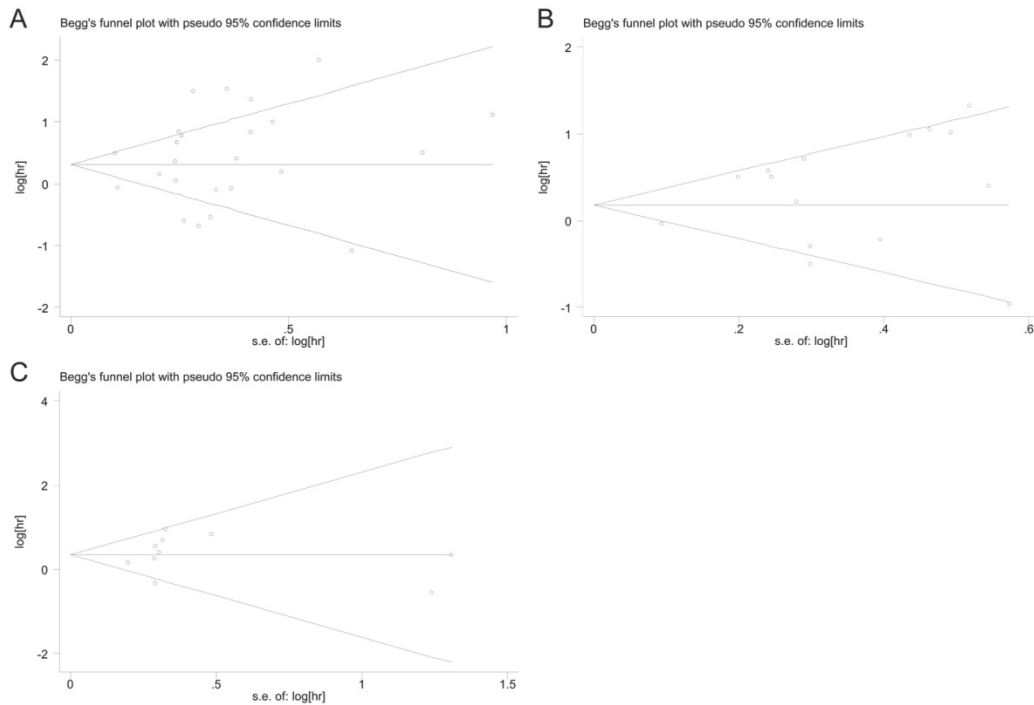 A
Begg's funnel plot with pseudo 95% confidence limits
2
1
0
-1
-2
log[hr]
0
.5
1
s.e. of: log[hr]
B
Begg's funnel plot with pseudo 95% confidence limits
2
1
0
-1
log[hr]
0
.2
.4
.6
s.e. of: log[hr]
C
Begg's funnel plot with pseudo 95% confidence limits
4
2
0
-2
log[hr]
0
.5
1
1.5
s.e. of: log[hr]